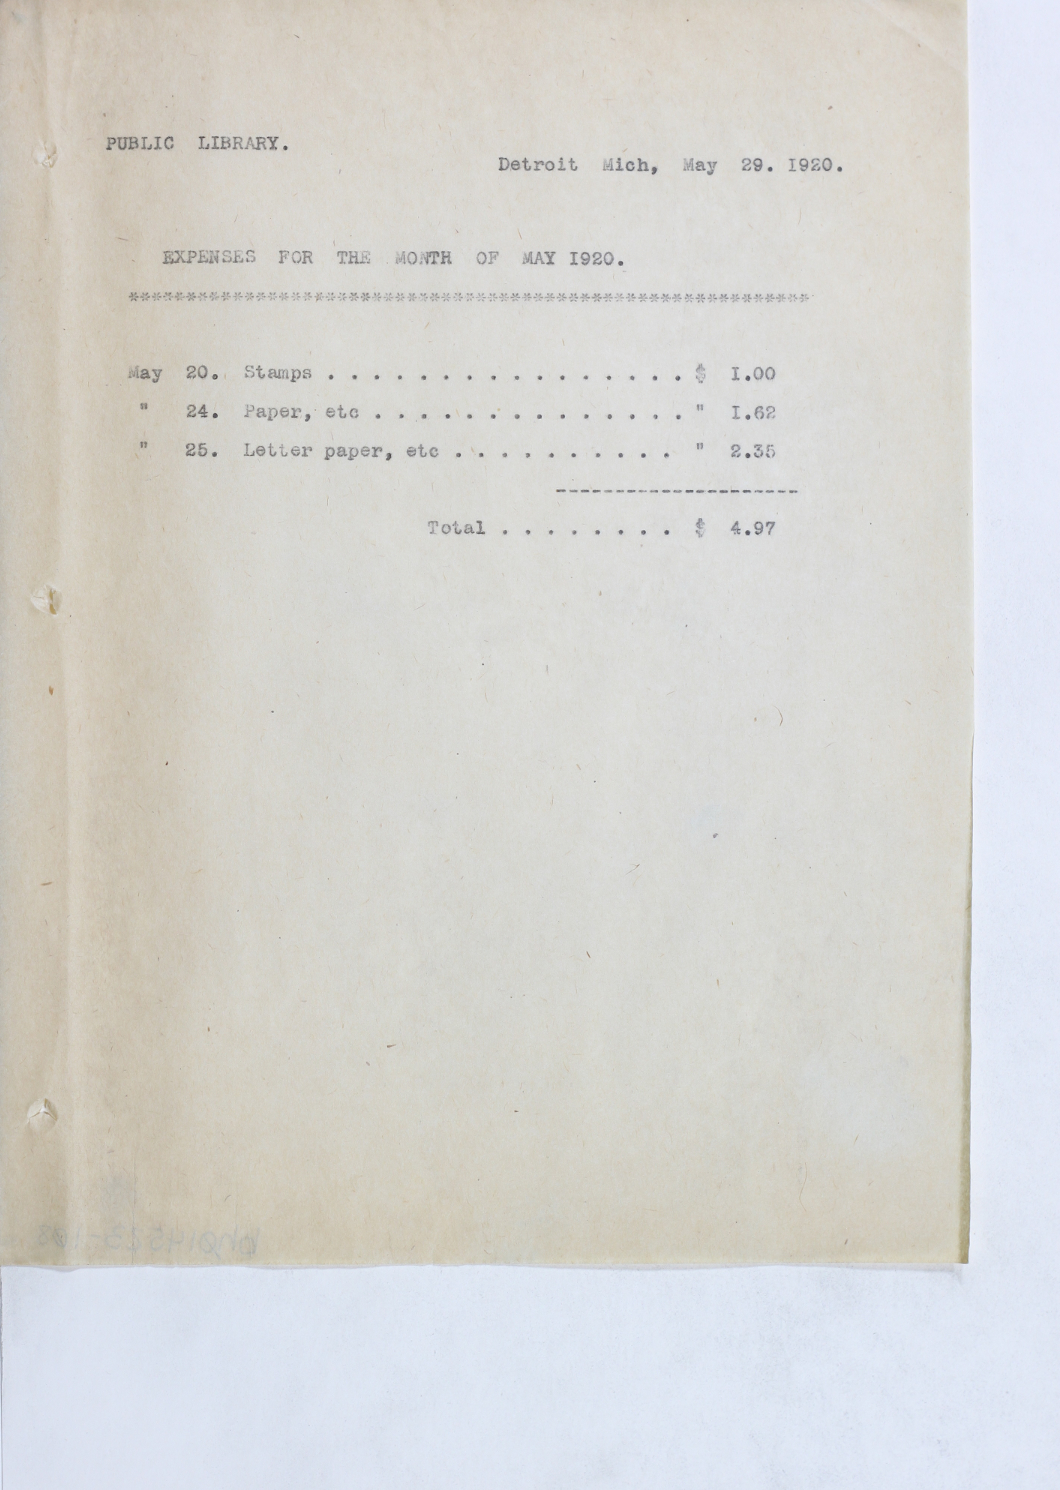 PUBLIC LIBRARY.
Detroit Mich, May 29. I920.
EXPENSES FOR THE MONTH OF MAY I920.
***********************************************************
May 20. Stamps . . . . . . . . . . . . . . . . $ I.00
" 24. Paper, etc . . . . . . . . . . . . . . " I.62
" 25. Letter paper, etc . . . . . . . . . . " 2.35
---------------------
Total . . . . . . . . $ 4.97